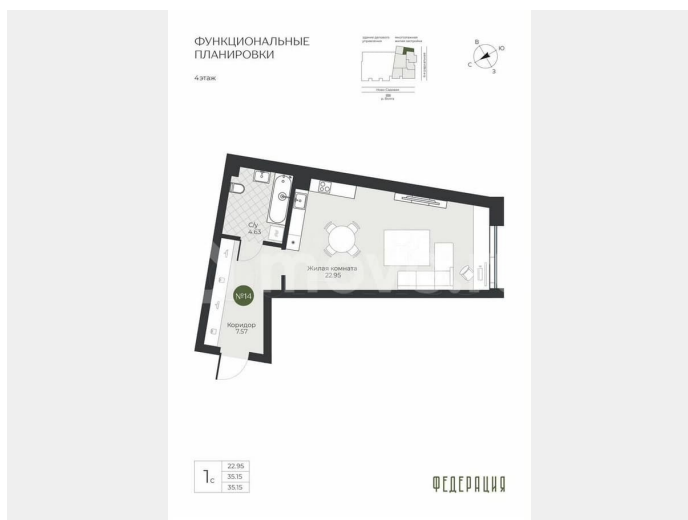 ФУНКЦИОНАЛЬНЫЕ
ПЛАНИРОВКИ
4 этаж
В
Ю
С
З
С/у
4.63
Жилая комната
22.95
№14
Коридор
7.57
1с
22.95
35.15
35.15
ФЕДЕРАЦИЯ